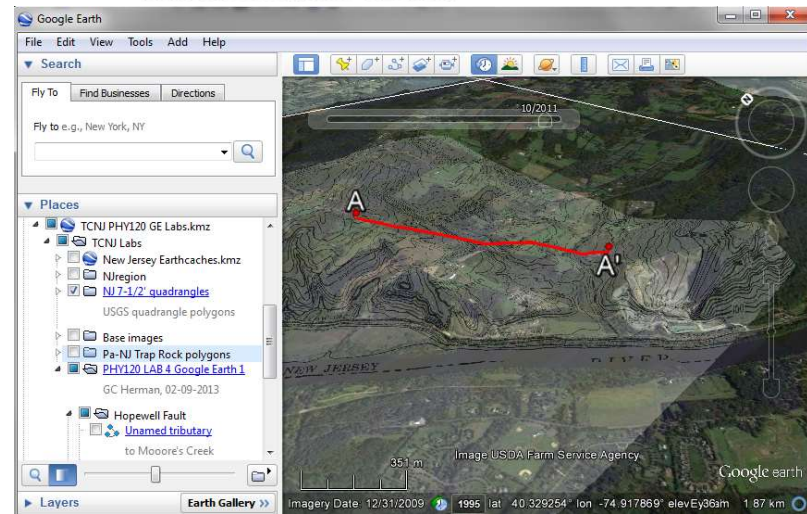 Google Earth
File Edit View Tools Add Help
Search
Fly To Find Businesses Directions
Fly to e.g., New York, NY
Places
TCNJ PHY120 GE Labs.kmz
TCNJ Labs
New Jersey Earthcaches.kmz
NJregion
NJ 7-1/2' quadrangles
USGS quadrangle polygons
Base images
Pa-NJ Trap Rock polygons
PHY120 LAB 4 Google Earth 1
GC Herman, 02-09-2013
Hopewell Fault
Unamed tributary
to Mooore's Creek
Layers
Earth Gallery »
10/2011
A
A'
NEW JERSEY
RIVER
351 m
Image USDA Farm Service Agency
Google earth
Imagery Date: 12/31/2009 1995 lat 40.329254° lon -74.917869° 1.87 km